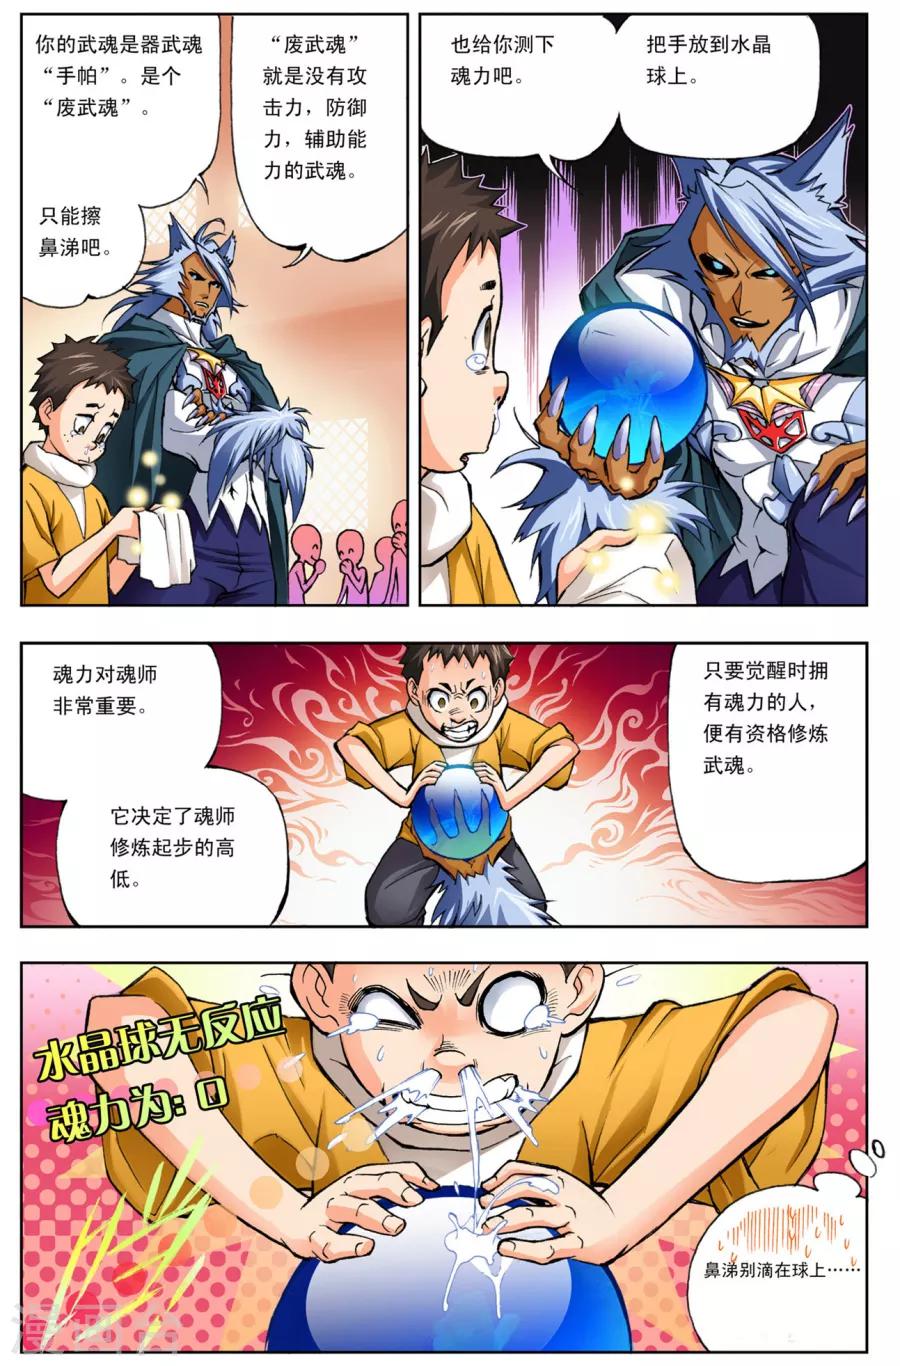 你的武魂是器武魂
“手帕”。是个
“废武魂”。
只能擦
鼻涕吧。
“废武魂”
就是没有攻
击力，防御
力，辅助能
力的武魂。
也给你测下
魂力吧。
把手放到水晶
球上。
魂力对魂师
非常重要。
它决定了魂师
修炼起步的高
低。
只要觉醒时拥
有魂力的人，
便有资格修炼
武魂。
水晶球无反应
魂力为：0
鼻涕别滴在球上……
漫画台